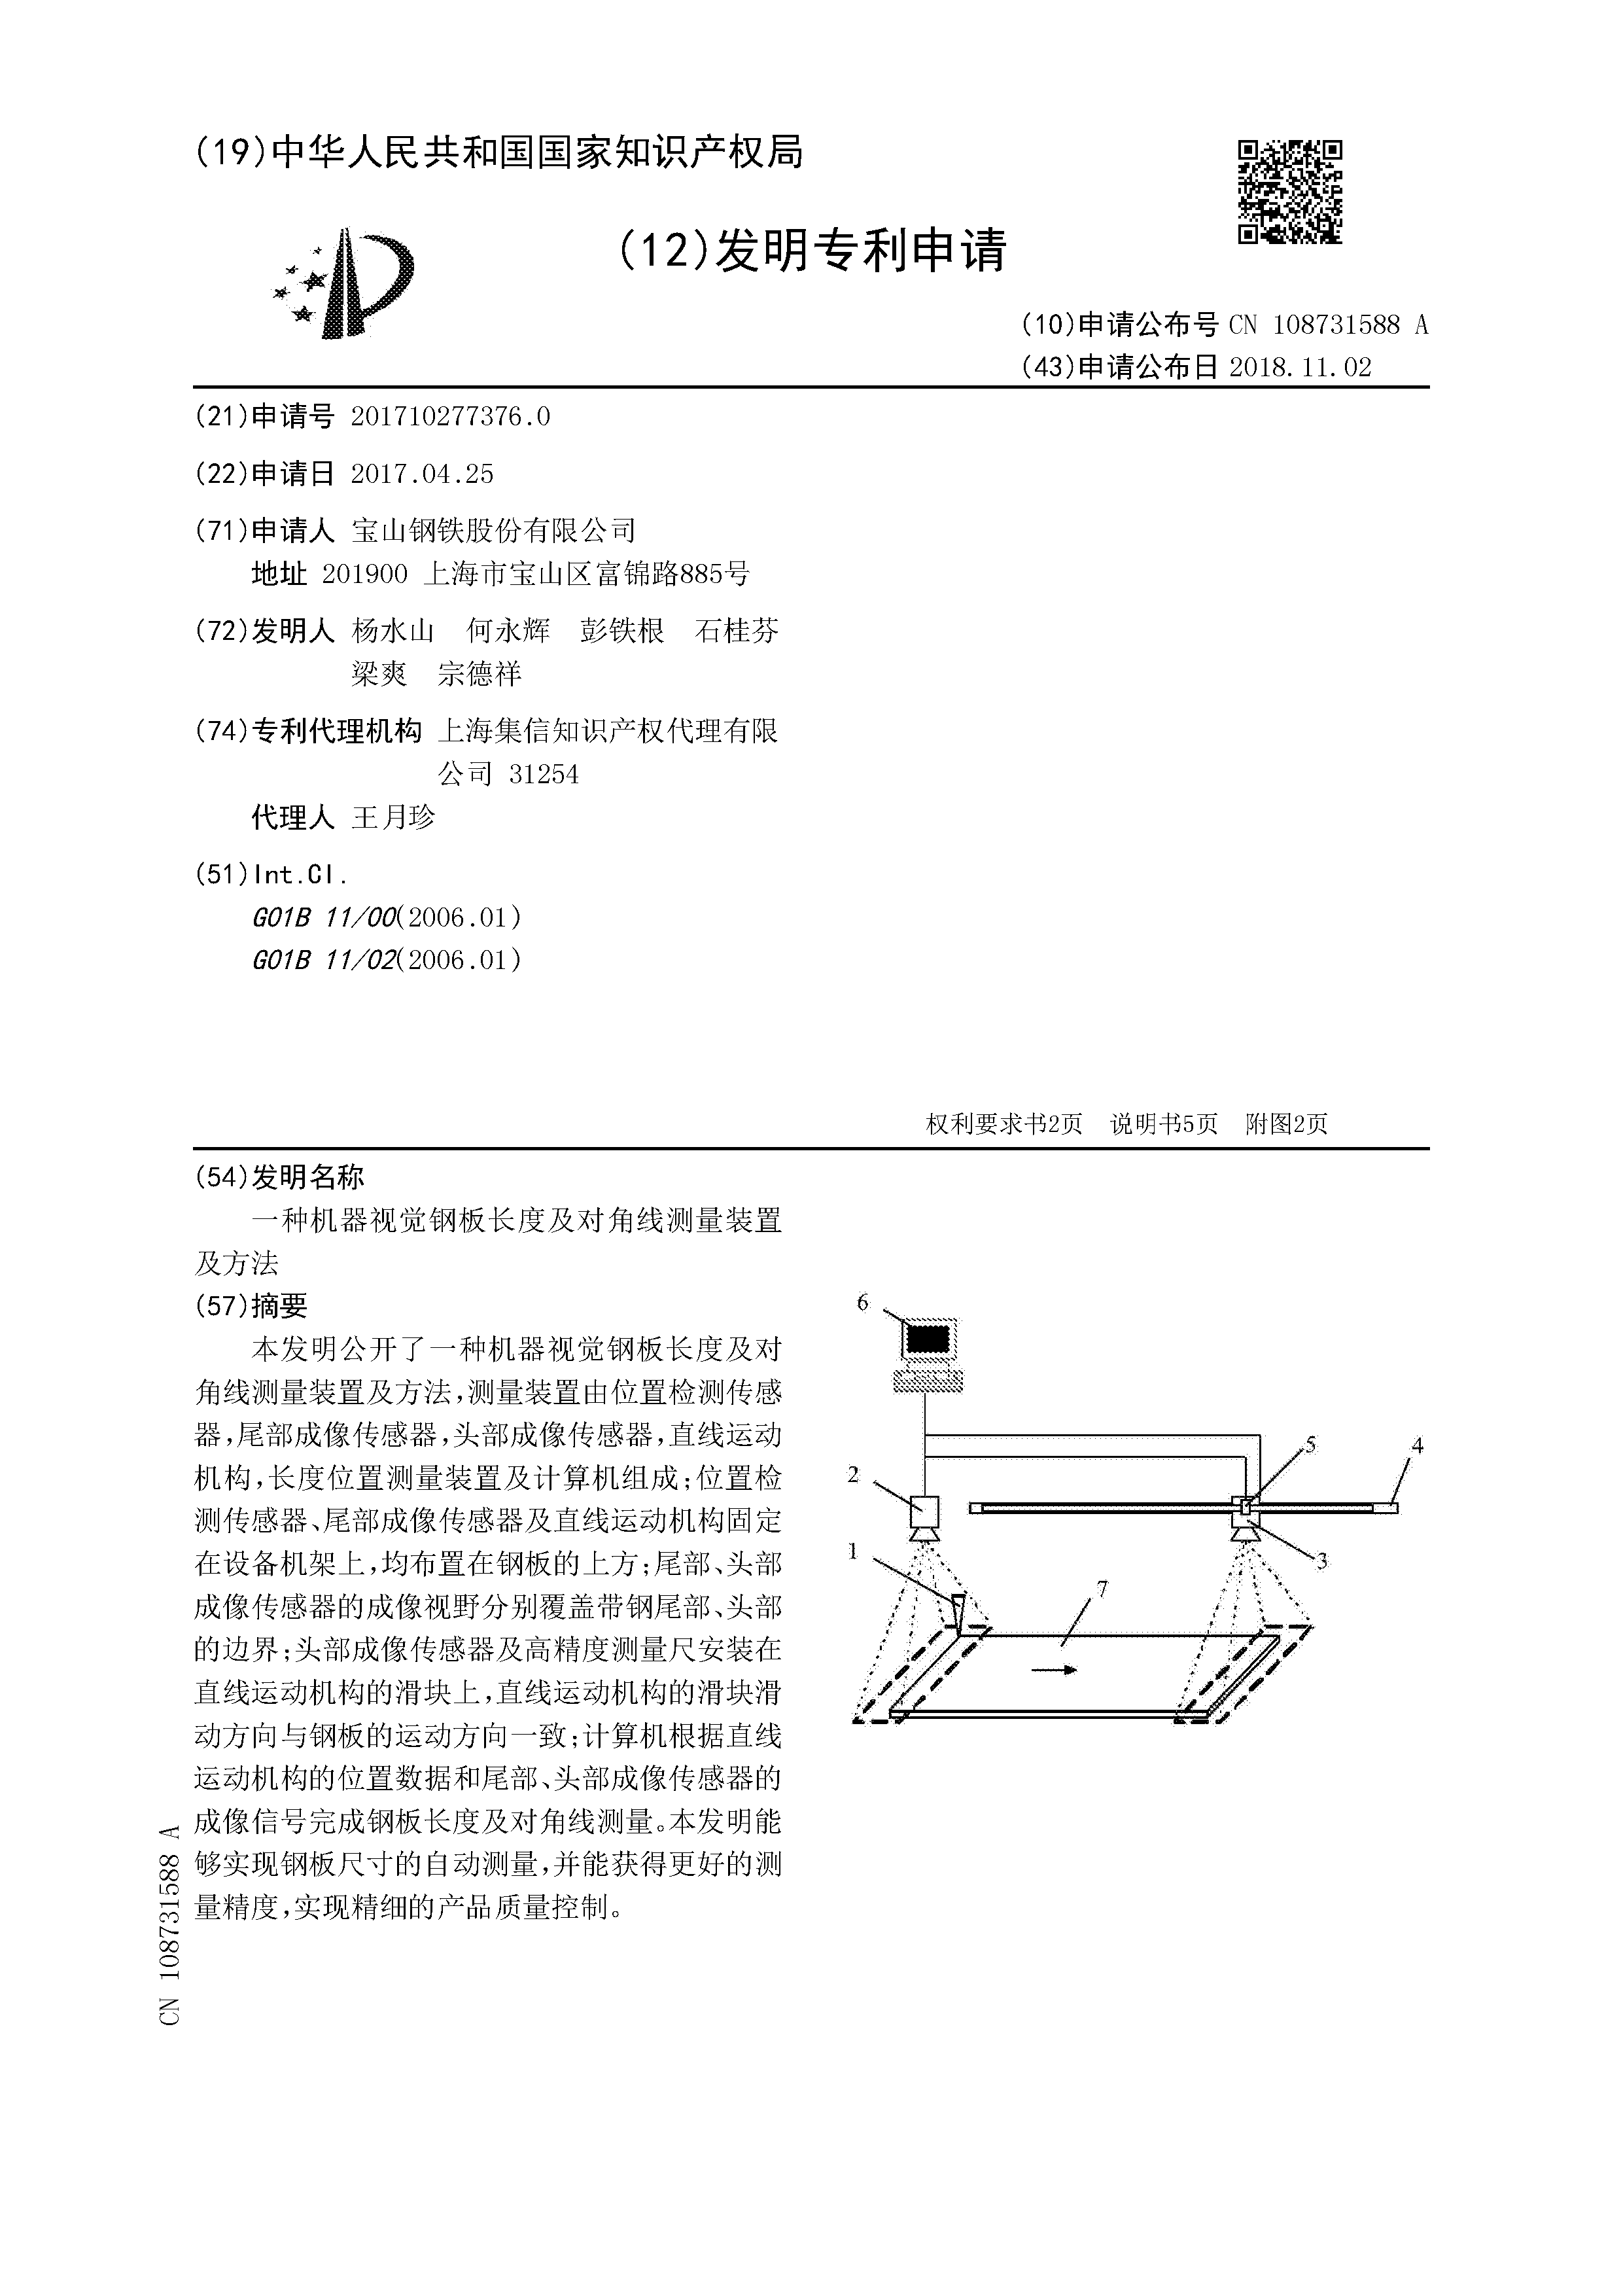 (19)中华人民共和国国家知识产权局
(12)发明专利申请
(10)申请公布号 CN 108731588 A
(43)申请公布日 2018.11.02
(21)申请号 201710277376.0
(22)申请日 2017.04.25
(71)申请人 宝山钢铁股份有限公司
地址 201900 上海市宝山区富锦路885号
(72)发明人 杨水山 何永辉 彭铁根 石桂芬
梁爽 宗德祥
(74)专利代理机构 上海集信知识产权代理有限
公司 31254
代理人 王月珍
(51)Int.Cl.
G01B 11/00(2006.01)
G01B 11/02(2006.01)
权利要求书2页 说明书5页 附图2页
(54)发明名称
一种机器视觉钢板长度及对角线测量装置
及方法
(57)摘要
本发明公开了一种机器视觉钢板长度及对
角线测量装置及方法,测量装置由位置检测传感
器,尾部成像传感器,头部成像传感器,直线运动
机构,长度位置测量装置及计算机组成;位置检
测传感器、尾部成像传感器及直线运动机构固定
在设备机架上,均布置在钢板的上方;尾部、头部
成像传感器的成像视野分别覆盖带钢尾部、头部
的边界;头部成像传感器及高精度测量尺安装在
直线运动机构的滑块上,直线运动机构的滑块滑
动方向与钢板的运动方向一致;计算机根据直线
运动机构的位置数据和尾部、头部成像传感器的
成像信号完成钢板长度及对角线测量。本发明能
够实现钢板尺寸的自动测量,并能获得更好的测
量精度,实现精细的产品质量控制。
6
5
4
2
1
3
7
CN 108731588 A